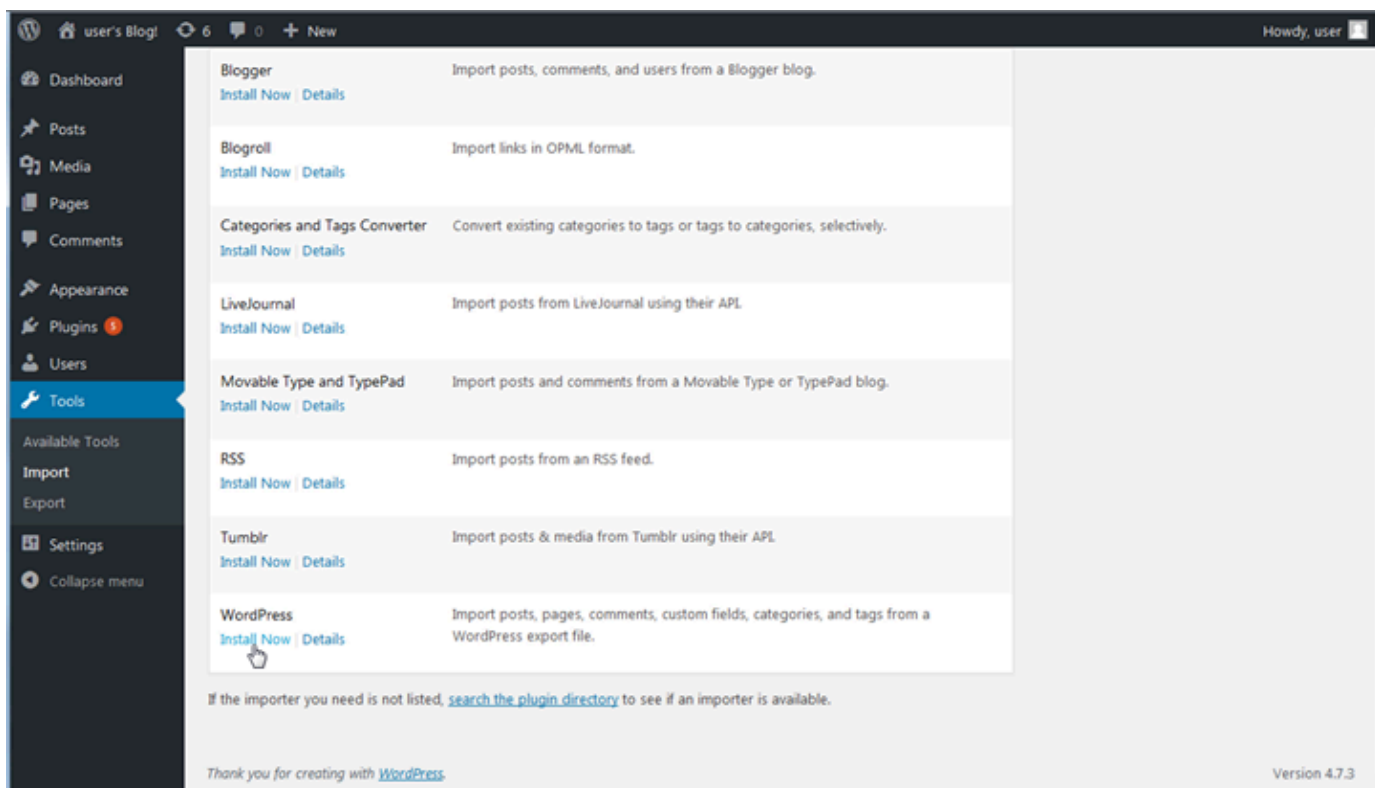 user's Blog! 6 0 + New Howdy, user
Dashboard
Posts
Media
Pages
Comments
Appearance
Plugins 5
Users
Tools
Available Tools
Import
Export
Settings
Collapse menu
Blogger Import posts, comments, and users from a Blogger blog.
Install Now | Details
Blogroll Import links in OPML format.
Install Now | Details
Categories and Tags Converter Convert existing categories to tags or tags to categories, selectively.
Install Now | Details
LiveJournal Import posts from LiveJournal using their API.
Install Now | Details
Movable Type and TypePad Import posts and comments from a Movable Type or TypePad blog.
Install Now | Details
RSS Import posts from an RSS feed.
Install Now | Details
Tumblr Import posts & media from Tumblr using their API.
Install Now | Details
WordPress Import posts, pages, comments, custom fields, categories, and tags from a
Install Now | Details WordPress export file.
If the importer you need is not listed, search the plugin directory to see if an importer is available.
Thank you for creating with WordPress. Version 4.7.3